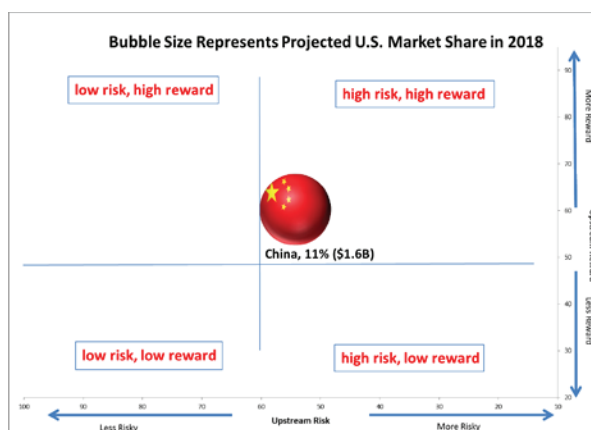 Bubble Size Represents Projected U.S. Market Share in 2018
low risk, high reward
high risk, high reward
More Reward
90
80
70
60
50
40
30
20
China, 11% ($1.6B)
Less Reward
low risk, low reward
high risk, low reward
100
90
80
70
60
50
40
30
20
10
Less Risky
Upstream Risk
More Risky